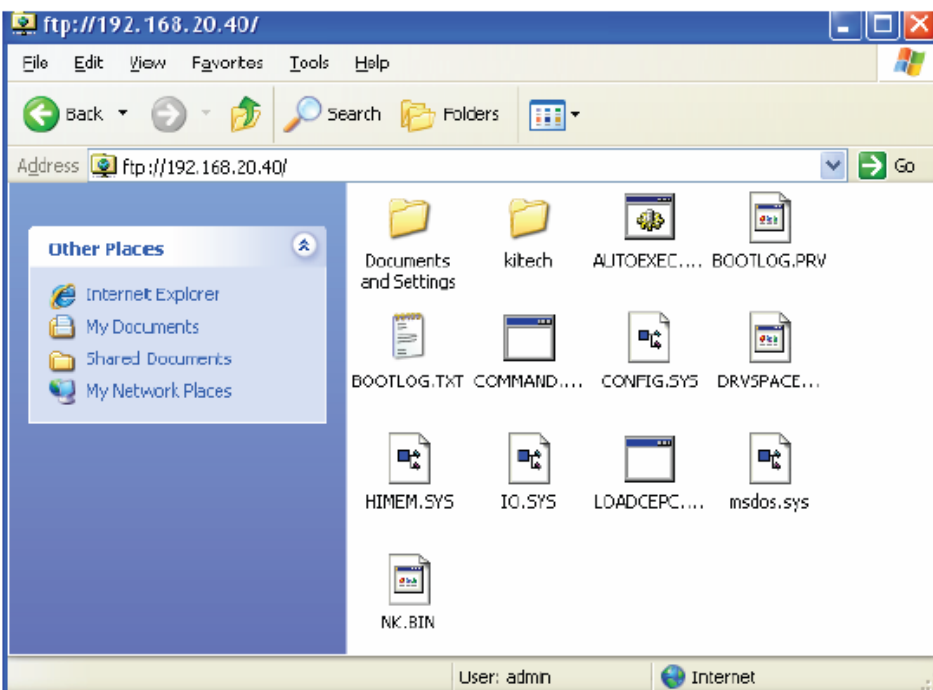 ftp://192.168.20.40/
File Edit View Favorites Tools Help
Back Search Folders
Address ftp://192.168.20.40/ Go
Other Places
Internet Explorer
My Documents
Shared Documents
My Network Places
Documents and Settings
kitech
AUTOEXEC....
BOOTLOG.PRV
BOOTLOG.TXT
COMMAND....
CONFIG.SYS
DRVSPACE...
HIMEM.SYS
IO.SYS
LOADCEPC....
msdos.sys
NK.BIN
User: admin
Internet